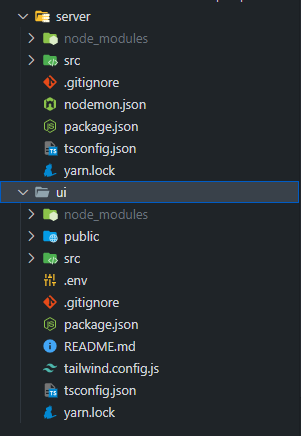 server
node_modules
src
.gitignore
nodemon.json
package.json
tsconfig.json
yarn.lock
ui
node_modules
public
src
.env
.gitignore
package.json
README.md
tailwind.config.js
tsconfig.json
yarn.lock